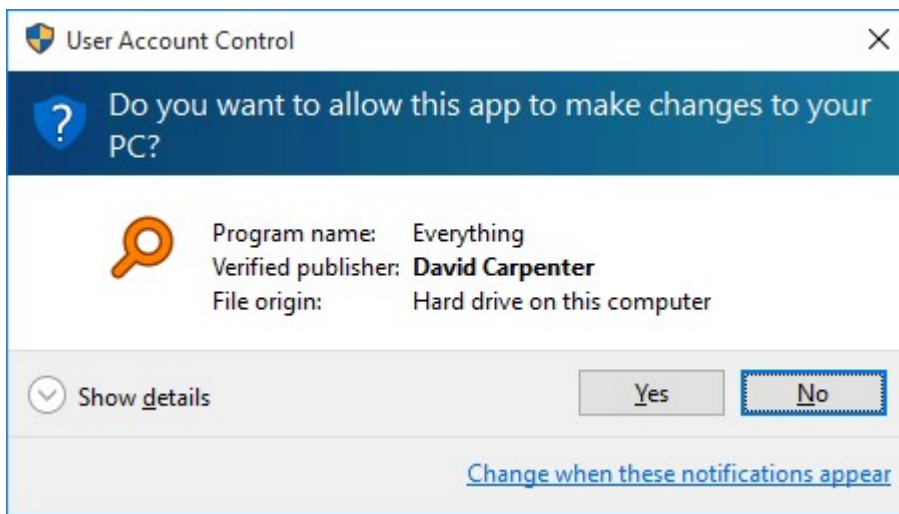 User Account Control
Do you want to allow this app to make changes to your
PC?
Program name: Everything
Verified publisher: David Carpenter
File origin: Hard drive on this computer
Show details
Yes
No
Change when these notifications appear